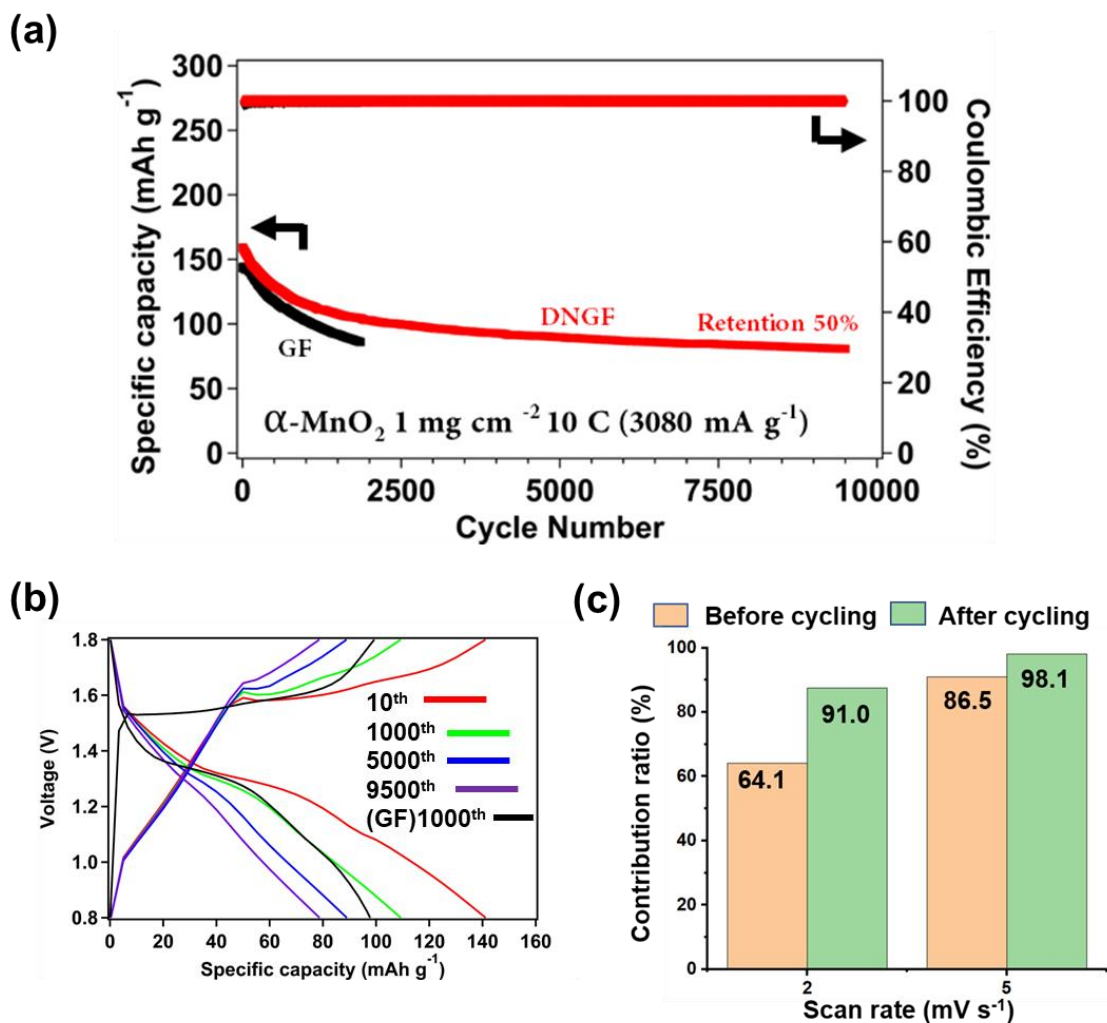 (a)
300
250
200
150
100
50
0
Specific capacity (mAh g⁻¹)
100
80
60
40
20
0
Coulombic Efficiency (%)
GF
DNGF
Retention 50%
α-MnO₂ 1 mg cm ⁻² 10 C (3080 mA g⁻¹)
0 2500 5000 7500 10000
Cycle Number
(b)
1.8
1.6
1.4
1.2
1.0
0.8
Voltage (V)
10ᵗʰ
1000ᵗʰ
5000ᵗʰ
9500ᵗʰ
(GF)1000ᵗʰ
0 20 40 60 80 100 120 140 160
Specific capacity (mAh g⁻¹)
(c)
Before cycling After cycling
100
80
60
40
20
0
Contribution ratio (%)
64.1 91.0 86.5 98.1
2 5
Scan rate (mV s⁻¹)